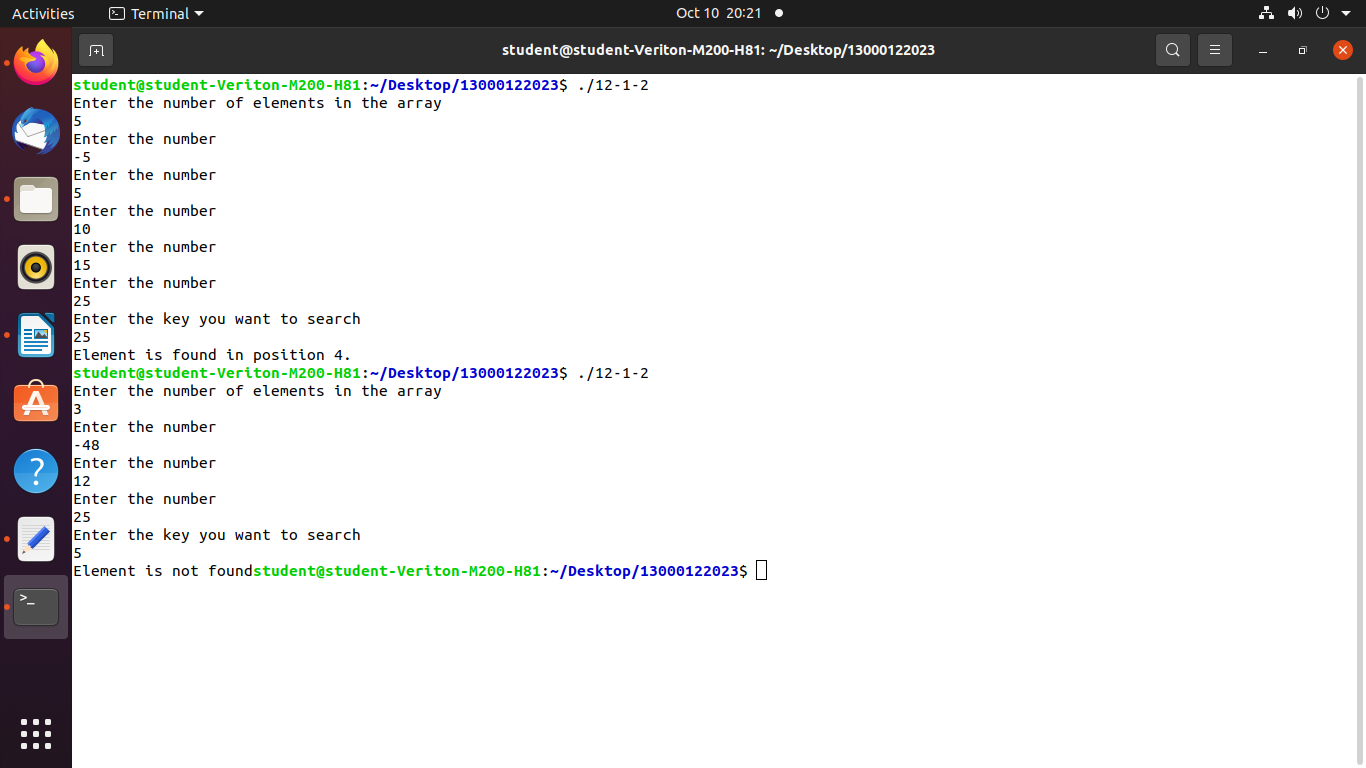 Activities Terminal Oct 10 20:21
student@student-Veriton-M200-H81: ~/Desktop/13000122023
student@student-Veriton-M200-H81:~/Desktop/13000122023$ ./12-1-2
Enter the number of elements in the array
5
Enter the number
-5
Enter the number
5
Enter the number
10
Enter the number
15
Enter the number
25
Enter the key you want to search
25
Element is found in position 4.
student@student-Veriton-M200-H81:~/Desktop/13000122023$ ./12-1-2
Enter the number of elements in the array
3
Enter the number
-48
Enter the number
12
Enter the number
25
Enter the key you want to search
5
Element is not foundstudent@student-Veriton-M200-H81:~/Desktop/13000122023$